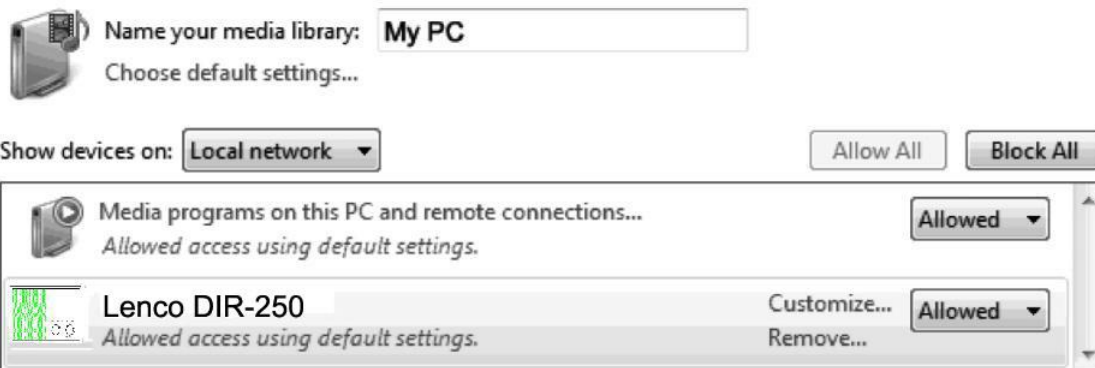 Name your media library: My PC
Choose default settings...
Show devices on: Local network Allow All Block All
Media programs on this PC and remote connections... Allowed
Allowed access using default settings.
Lenco DIR-250 Customize... Allowed
Allowed access using default settings. Remove...